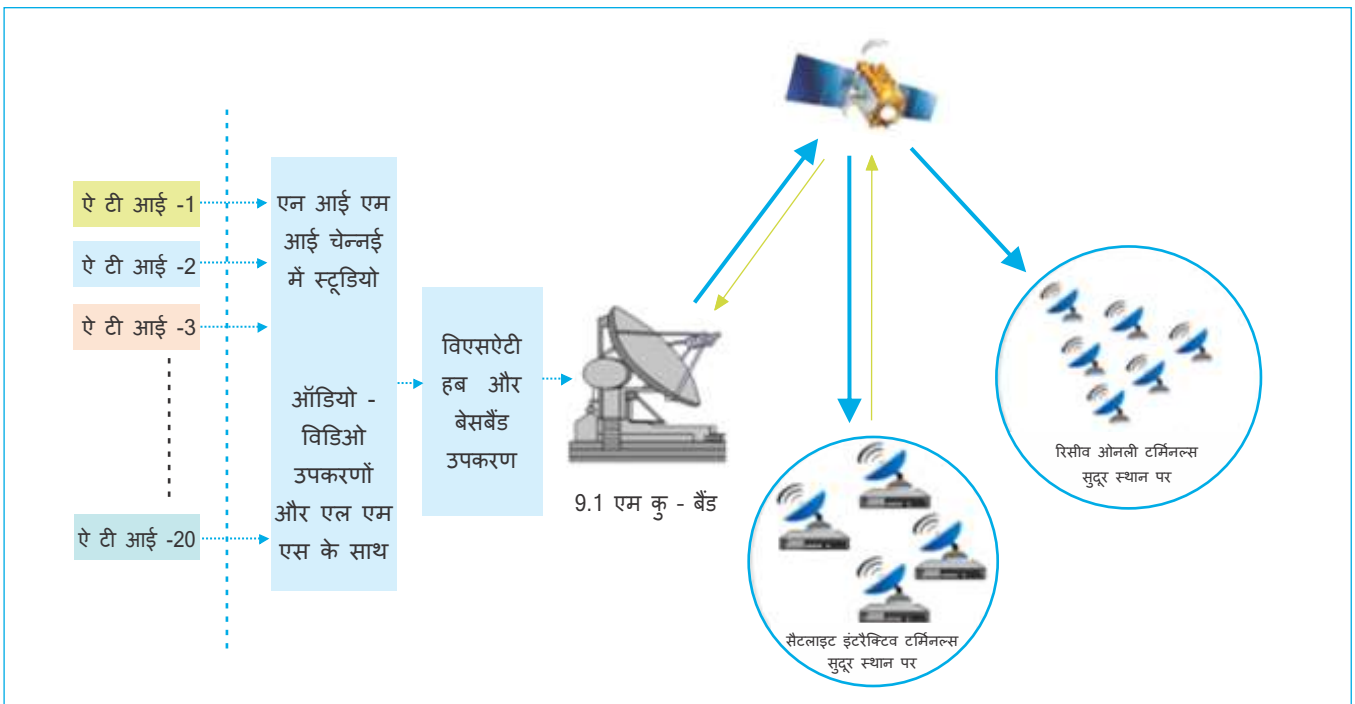 ऐ टी आई -1
ऐ टी आई -2
ऐ टी आई -3
ऐ टी आई -20
एन आई एम
आई चेन्नई
में स्टूडियो
ऑडियो -
विडिओ
उपकरणों
और एल एम
एस के साथ
विएसऐटी
हब और
बेसबैंड
उपकरण
9.1 एम कु - बैंड
सैटलाइट इंटरैक्टिव टर्मिनल्स
सुदूर स्थान पर
रिसीव ओनली टर्मिनल्स
सुदूर स्थान पर